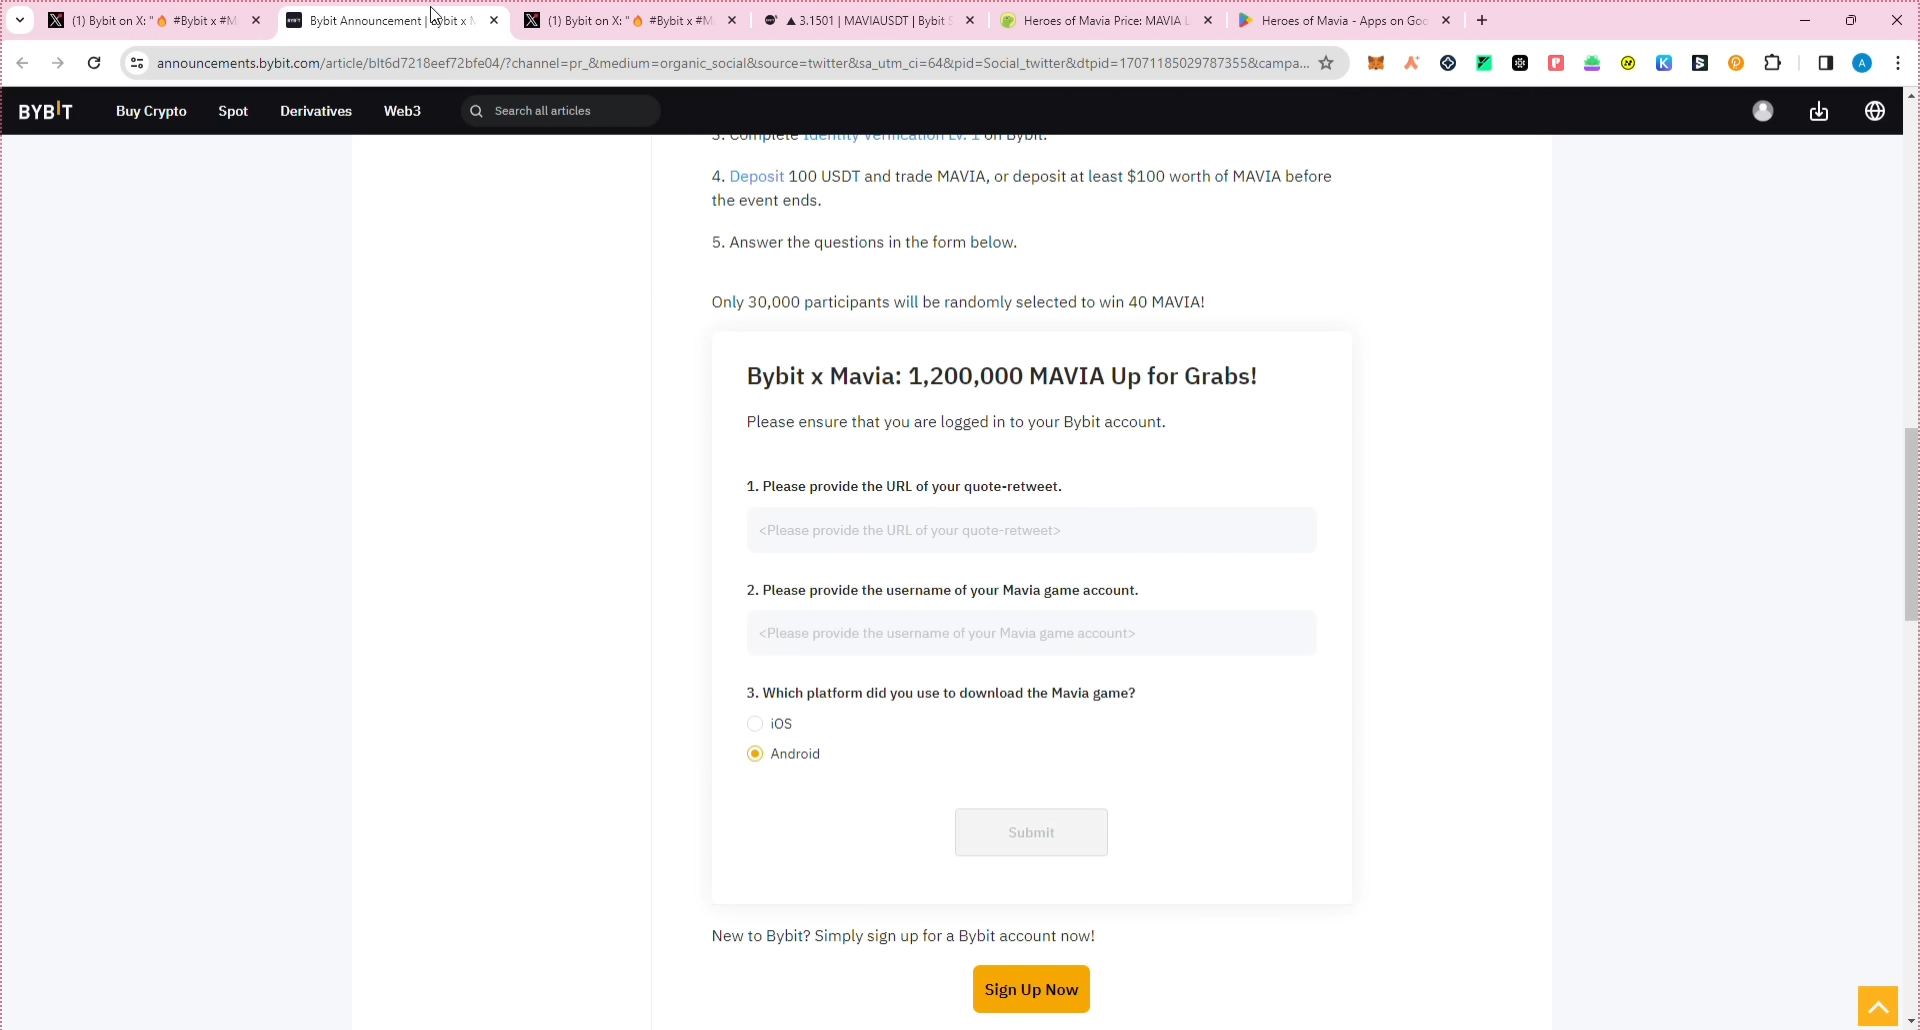 (1) Bybit on X: "🔥 #Bybit x #M
Bybit Announcement | Bybit x M
(1) Bybit on X: "🔥 #Bybit x #M
▲ 3.1501 | MAVIAUSDT | Bybit S
Heroes of Mavia Price: MAVIA L
Heroes of Mavia - Apps on Goo
announcements.bybit.com/article/blt6d7218eef72bfe04/?channel=pr_&medium=organic_social&source=twitter&sa_utm_ci=64&pid=Social_twitter&dtpid=17071185029787355&campa...
A
BYBIT
Buy Crypto
Spot
Derivatives
Web3
Search all articles
3. Complete Identity Verification Lv. 1 on Bybit.
4. Deposit 100 USDT and trade MAVIA, or deposit at least $100 worth of MAVIA before
the event ends.
5. Answer the questions in the form below.
Only 30,000 participants will be randomly selected to win 40 MAVIA!
Bybit x Mavia: 1,200,000 MAVIA Up for Grabs!
Please ensure that you are logged in to your Bybit account.
1. Please provide the URL of your quote-retweet.
<Please provide the URL of your quote-retweet>
2. Please provide the username of your Mavia game account.
<Please provide the username of your Mavia game account>
3. Which platform did you use to download the Mavia game?
iOS
Android
Submit
New to Bybit? Simply sign up for a Bybit account now!
Sign Up Now